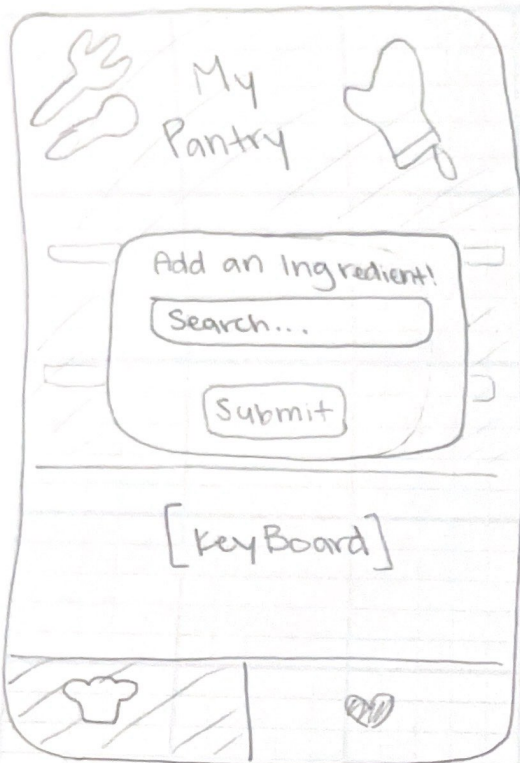 My
Pantry
Add an Ingredient!
Search...
Submit
[KeyBoard]